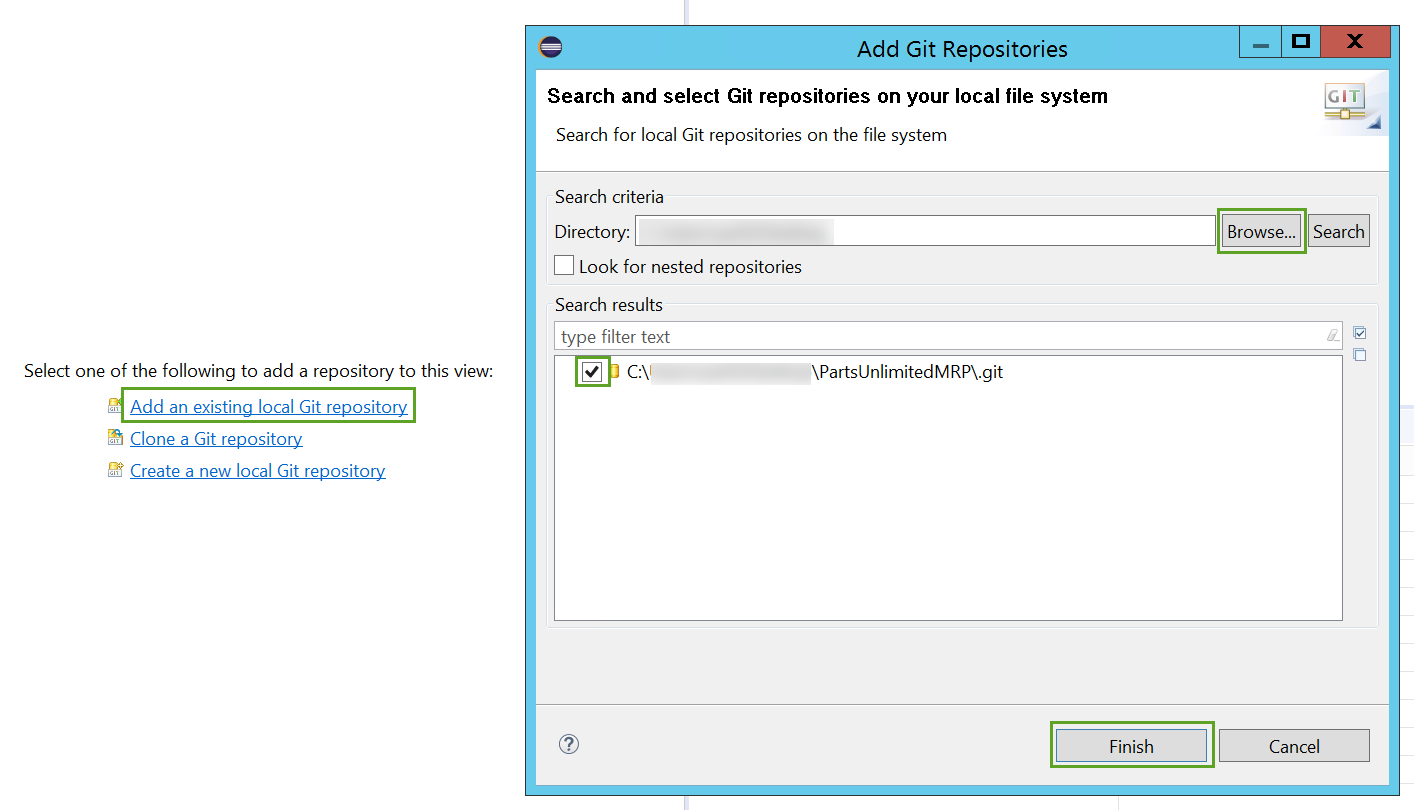 Add Git Repositories
Search and select Git repositories on your local file system
GIT
Search for local Git repositories on the file system
Search criteria
Directory: Browse... Search
Look for nested repositories
Search results
type filter text
C:\ \PartsUnlimitedMRP\.git
Select one of the following to add a repository to this view:
Add an existing local Git repository
Clone a Git repository
Create a new local Git repository
? Finish Cancel